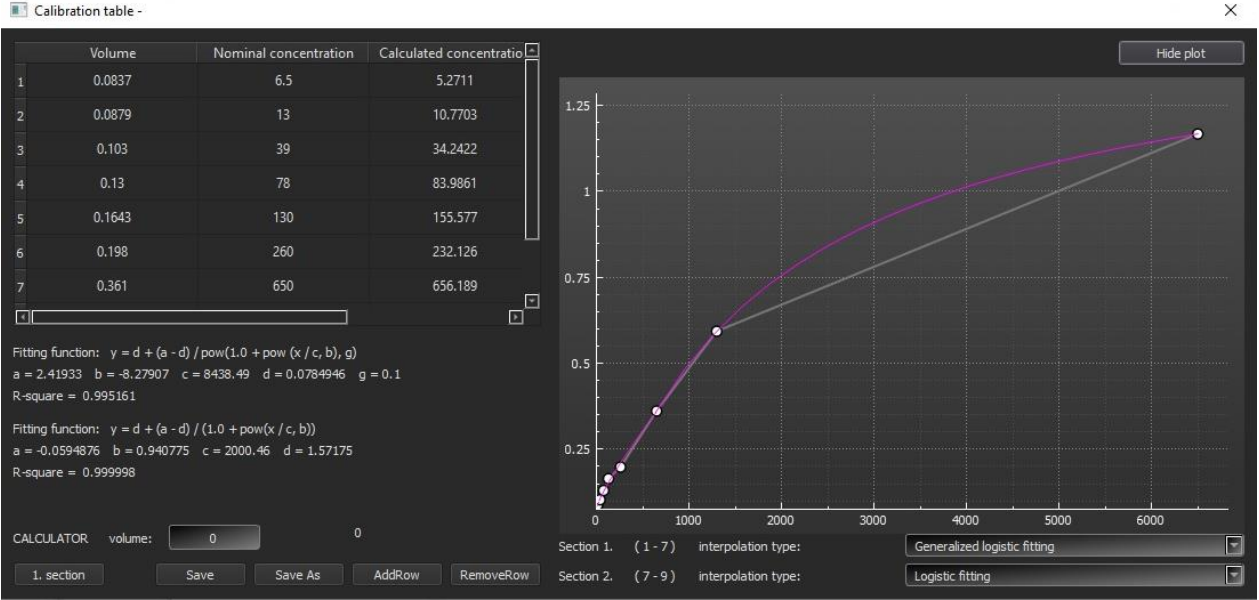 Calibration table -
Volume Nominal concentration Calculated concentratio
1 0.0837 6.5 5.2711
2 0.0879 13 10.7703
3 0.103 39 34.2422
4 0.13 78 83.9861
5 0.1643 130 155.577
6 0.198 260 232.126
7 0.361 650 656.189
Fitting function: y = d + (a - d) / pow(1.0 + pow (x / c, b), g)
a = 2.41933 b = -8.27907 c = 8438.49 d = 0.0784946 g = 0.1
R-square = 0.995161
Fitting function: y = d + (a - d) / (1.0 + pow(x / c, b))
a = -0.0594876 b = 0.940775 c = 2000.46 d = 1.57175
R-square = 0.999998
CALCULATOR volume: 0 0
1. section Save Save As AddRow RemoveRow
Hide plot
1.25
1
0.75
0.5
0.25
0 1000 2000 3000 4000 5000 6000
Section 1. ( 1 - 7 ) interpolation type: Generalized logistic fitting
Section 2. ( 7 - 9 ) interpolation type: Logistic fitting